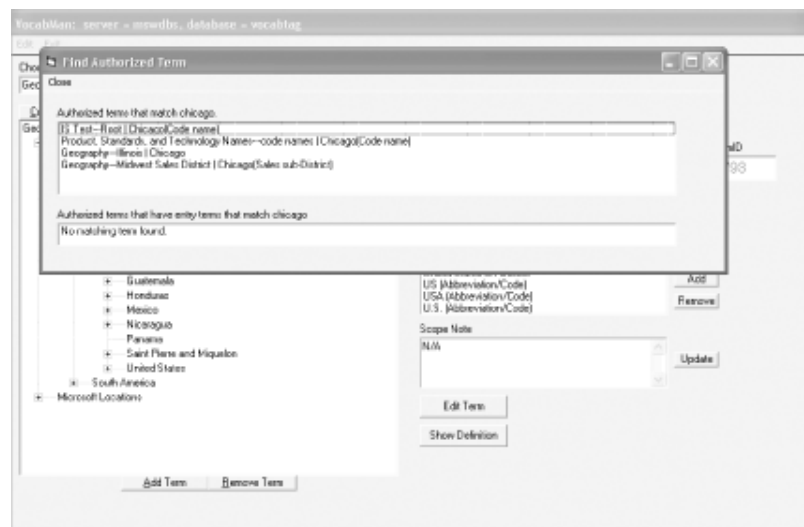 VocabMan: server = mswdbs, database = vocabtag
Edit Exit
Find Authorized Term
Close
Authorized terms that match chicago.
IS Test--Root | Chicago(Code name)
Product, Standards, and Technology Names--code names | Chicago(Code name)
Geography--Illinois | Chicago
Geography--Midwest Sales District | Chicago(Sales sub-District)
Authorized terms that have entry terms that match chicago
No matching term found.
Guatemala
Honduras
Mexico
Nicaragua
Panama
Saint Pierre and Miquelon
United States
South America
Microsoft Locations
Add Term
Remove Term
US (Abbreviation/Code)
USA (Abbreviation/Code)
U.S. (Abbreviation/Code)
Add
Remove
Scope Note
N/A
Update
Edit Term
Show Definition